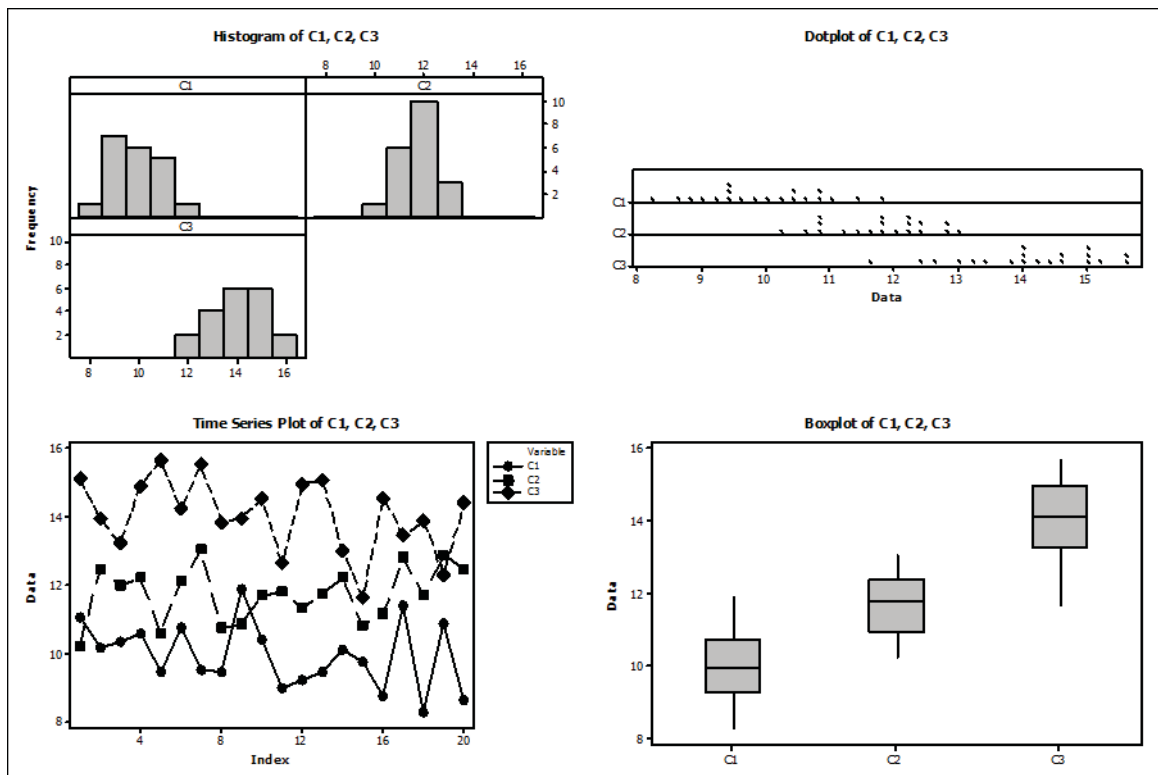 Histogram of C1, C2, C3
8 10 12 14 16
C1 C2
10
8
6
4
2
Frequency
C3
10
8
6
4
2
8 10 12 14 16
Dotplot of C1, C2, C3
C1
C2
C3
8 9 10 11 12 13 14 15
Data
Time Series Plot of C1, C2, C3
16
14
12
10
8
Data
4 8 12 16 20
Index
Variable
C1
C2
C3
Boxplot of C1, C2, C3
16
14
12
10
8
Data
C1 C2 C3